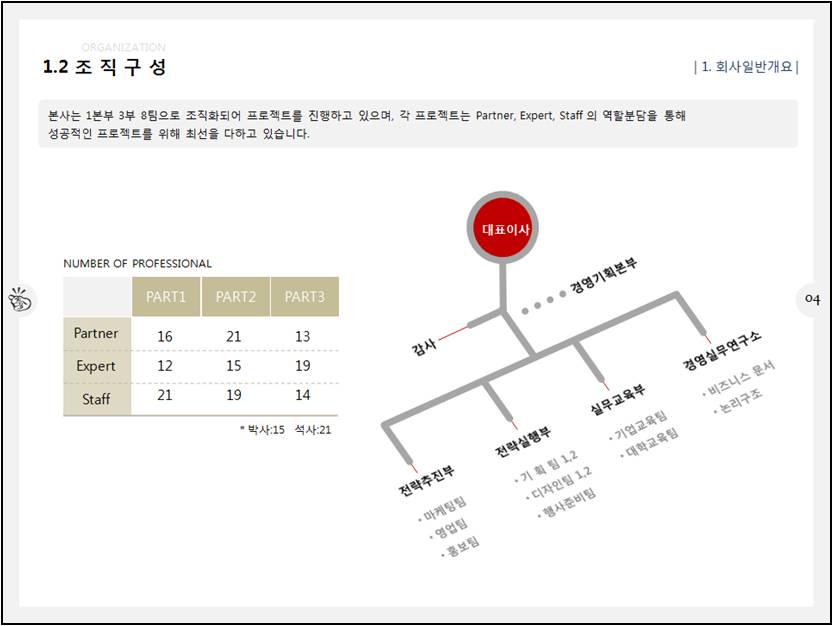 ORGANIZATION
1.2 조 직 구 성
| 1. 회사일반개요|
본사는 1본부 3부 8팀으로 조직화되어 프로젝트를 진행하고 있으며, 각 프로젝트는 Partner, Expert, Staff 의 역할분담을 통해
성공적인 프로젝트를 위해 최선을 다하고 있습니다.
NUMBER OF PROFESSIONAL
PART1 PART2 PART3
Partner 16 21 13
Expert 12 15 19
Staff 21 19 14
* 박사:15 석사:21
대표이사
경영기획본부
감사
전략추진부
• 마케팅팀
• 영업팀
• 홍보팀
전략실행부
• 기 획 팀 1,2
• 디자인팀 1,2
• 행사준비팀
실무교육부
• 기업교육팀
• 대학교육팀
경영실무연구소
• 비즈니스 문서
• 논리구조
04